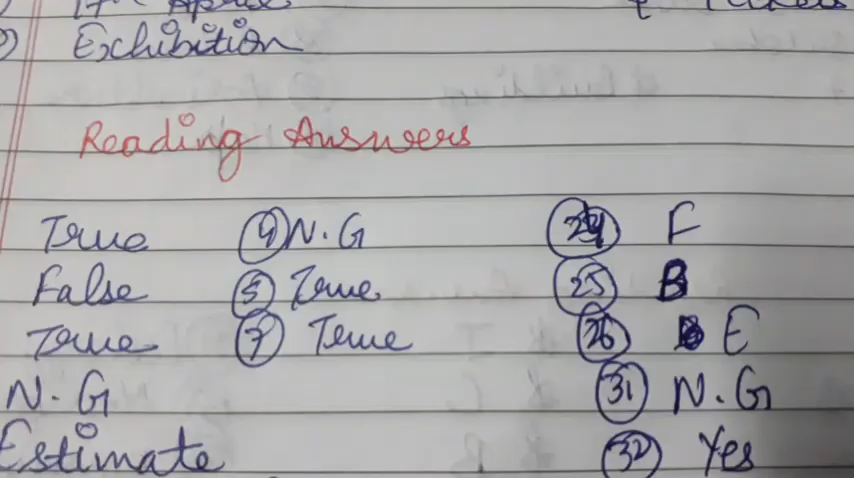 Exhibition
Reading Answers
True ④ N.G ㉔ F
False ⑤ True ㉕ B
True ⑦ True ㉖ E
N.G ㉛ N.G
Estimate ㉜ Yes